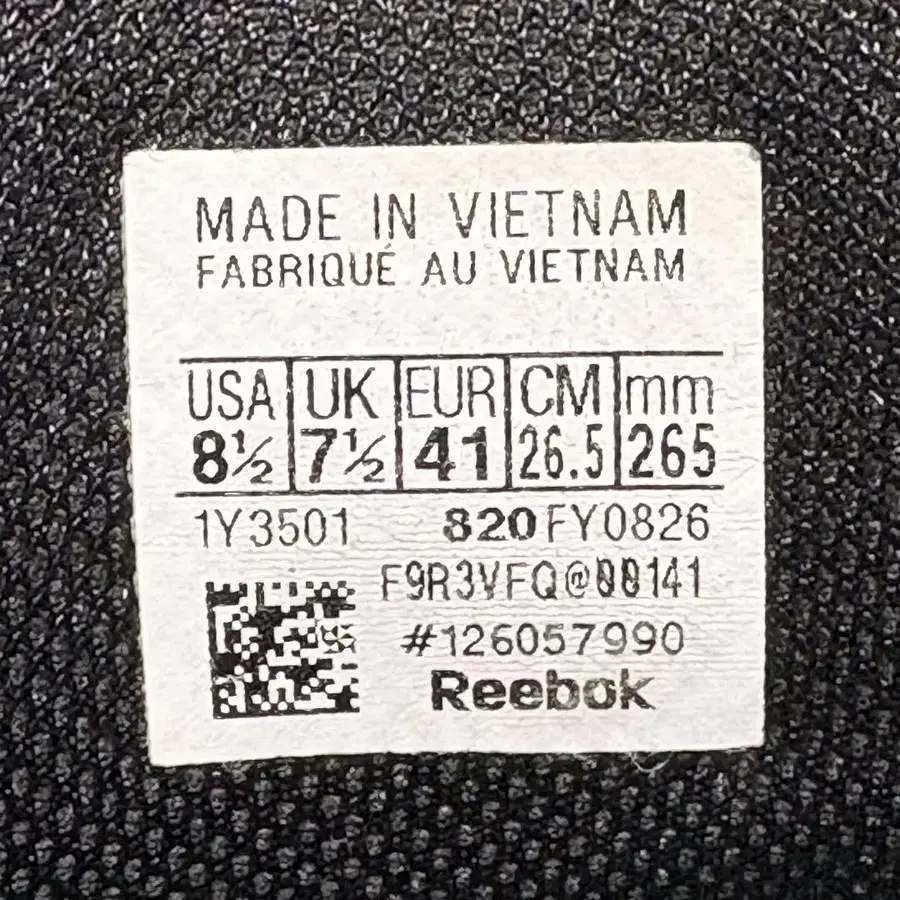 MADE IN VIETNAM
FABRIQUÉ AU VIETNAM
USA UK EUR CM mm
8½ 7½ 41 26.5 265
1Y3501 820 FY0826
F9R3VFQ@00141
#126057990
Reebok